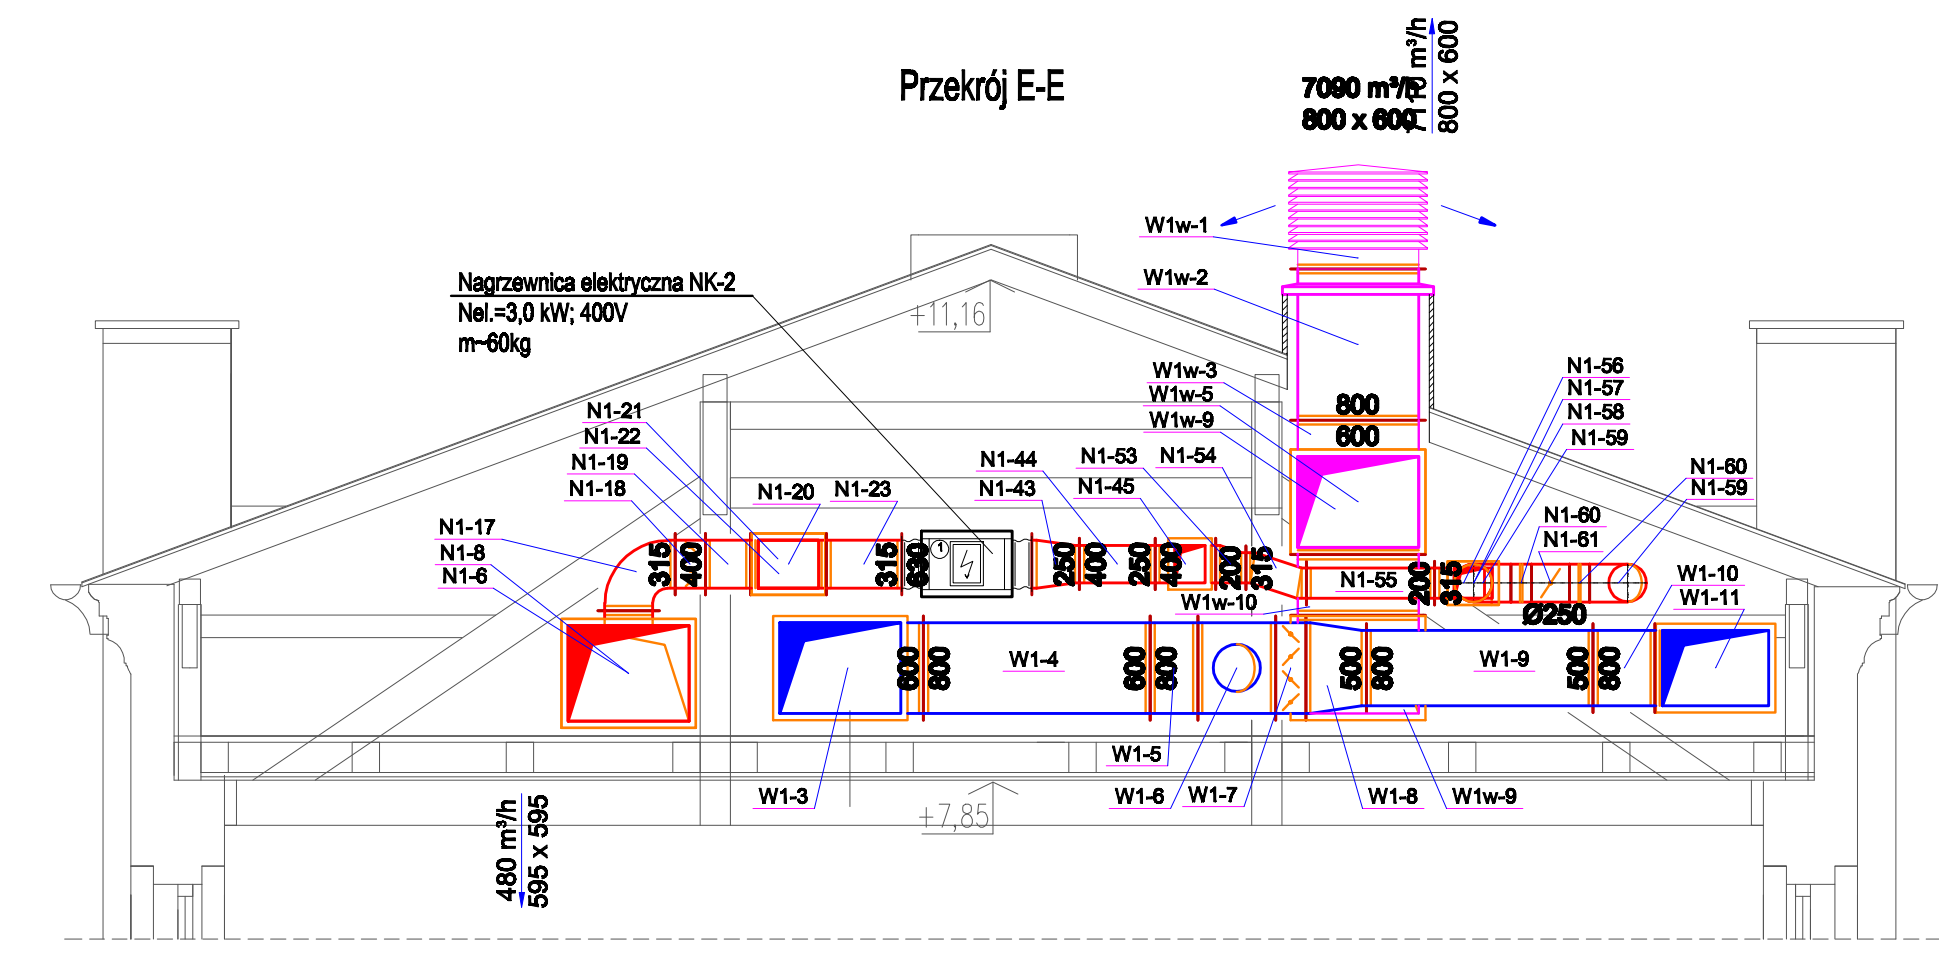 Przekrój E-E
7090 m³/h
800 x 600
7110 m³/h
800 x 600
W1w-1
W1w-2
Nagrzewnica elektryczna NK-2
Nel.=3,0 kW; 400V
m~60kg
+11,16
W1w-3
W1w-5
W1w-9
800
600
N1-56
N1-57
N1-58
N1-59
N1-21
N1-22
N1-19
N1-18
N1-20
N1-23
N1-44
N1-43
N1-53
N1-45
N1-54
N1-60
N1-59
N1-60
N1-61
N1-17
N1-8
N1-6
315
400
315
630
1
250
400
250
400
200
315
N1-55
200
315
Ø250
W1-10
W1-11
W1w-10
600
800
W1-4
600
800
500
800
W1-9
500
800
W1-5
W1-3
W1-6
W1-7
W1-8
W1w-9
+7,85
480 m³/h
595 x 595